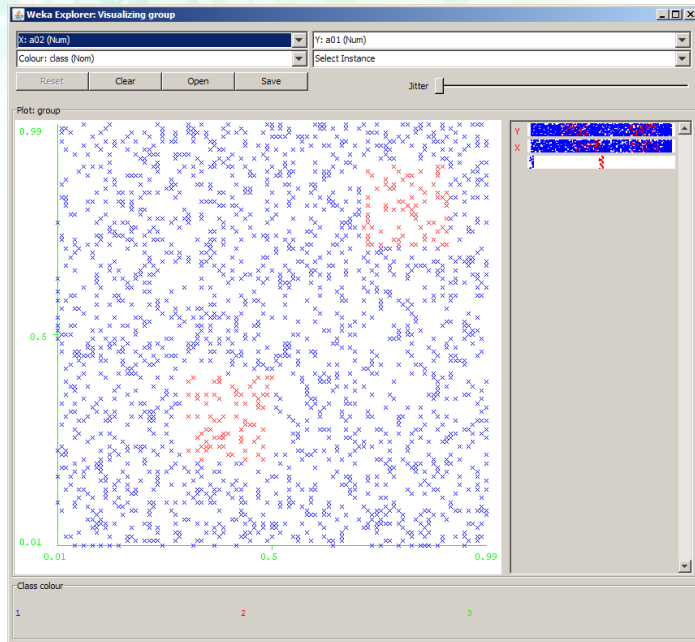 Weka Explorer: Visualizing group
X: a02 (Num) Y: a01 (Num)
Colour: class (Nom) Select Instance
Reset Clear Open Save Jitter
Plot: group
0.99
0.5
0.01
0.01 0.5 0.99
Y
X
Class colour
1 2 3